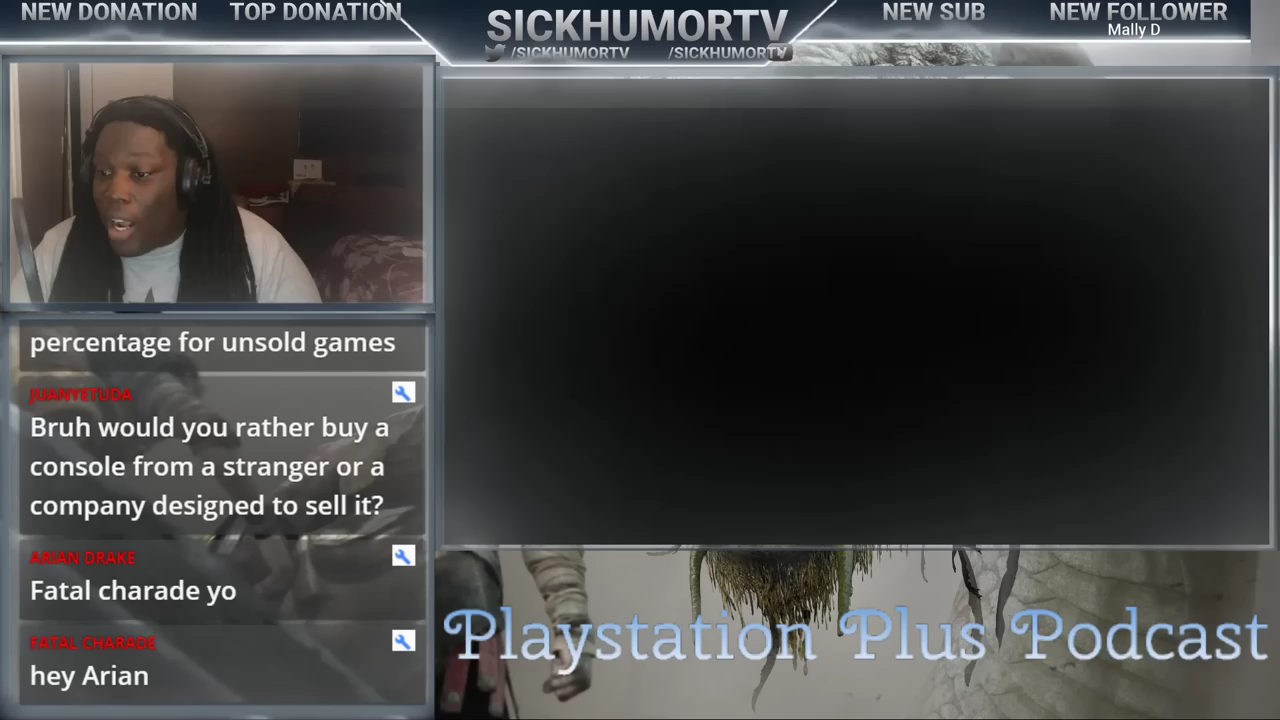 NEW DONATION
TOP DONATION
SICKHUMORTV
/SICKHUMORTV
/SICKHUMORTV
NEW SUB
NEW FOLLOWER
Mally D
percentage for unsold games
JUANYETUDA
Bruh would you rather buy a
console from a stranger or a
company designed to sell it?
ARIAN DRAKE
Fatal charade yo
FATAL CHARADE
hey Arian
Playstation Plus Podcast